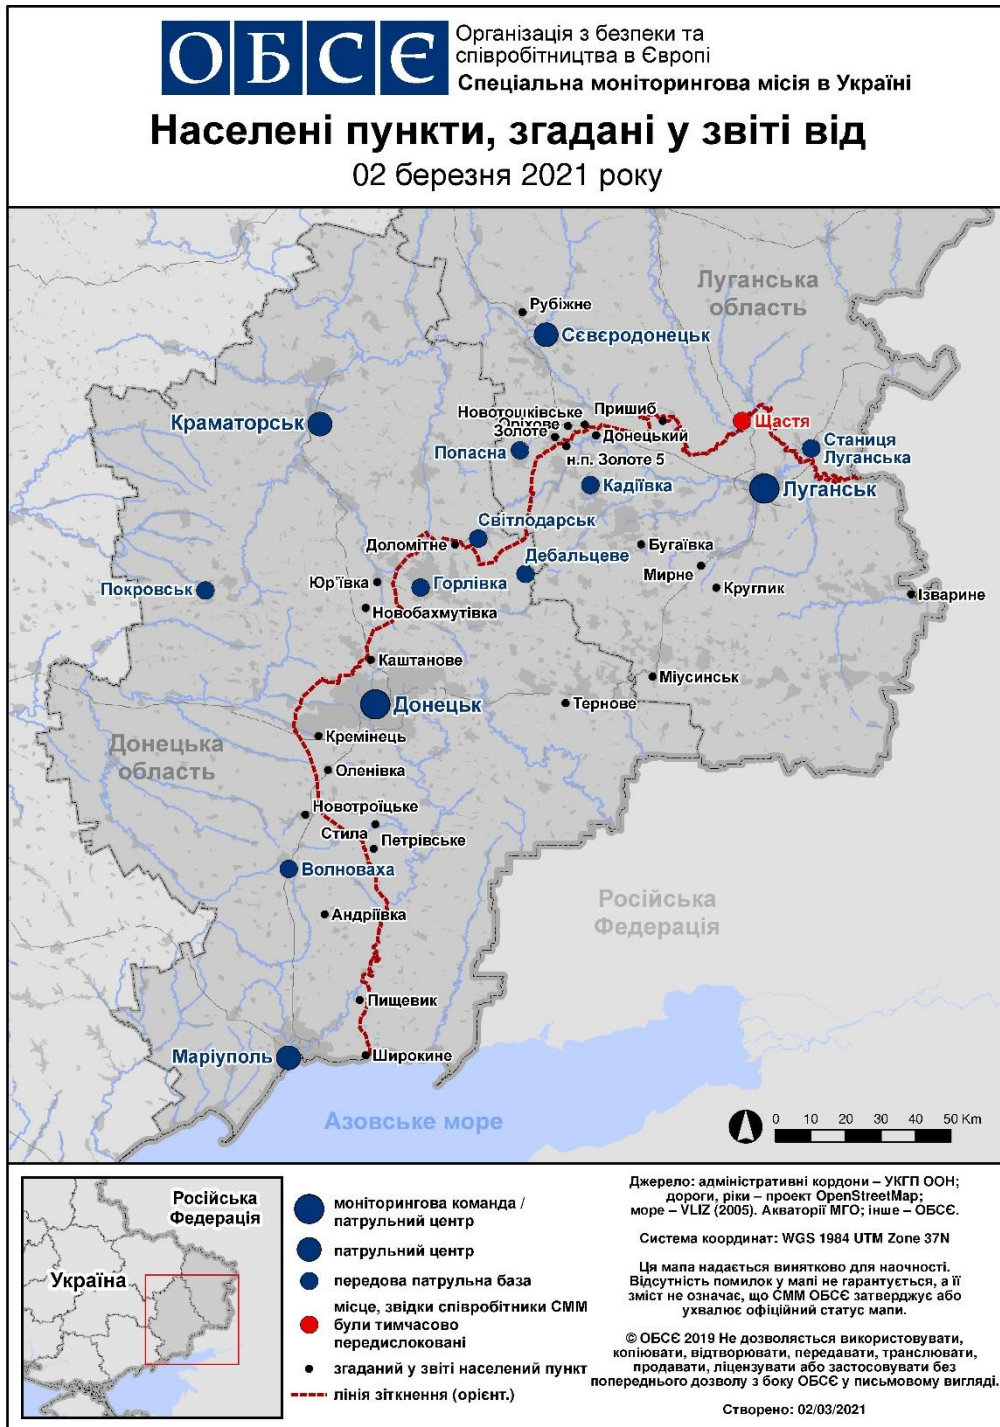 ОБСЄ
Організація з безпеки та
співробітництва в Європі
Спеціальна моніторингова місія в Україні
Населені пункти, згадані у звіті від
02 березня 2021 року
Луганська
область
Рубіжне
Сєвєродонецьк
Краматорськ
Новотошківське
Оріхове
Золоте
Пришиб
Щастя
Донецький
Станиця
Луганська
Попасна
н.п. Золоте 5
Кадіївка
Луганськ
Світлодарськ
Доломітне
Дебальцеве
Бугаївка
Мирне
Юр'ївка
Горлівка
Круглик
Покровськ
Ізварине
Новобахмутівка
Каштанове
Міусинськ
Донецьк
Тернове
Кремінець
Донецька
область
Оленівка
Новотроїцьке
Стила
Петрівське
Волноваха
Андріївка
Російська
Федерація
Пищевик
Маріуполь
Широкине
Азовське море
0 10 20 30 40 50 Km
Російська
Федерація
Україна
моніторингова команда /
патрульний центр
патрульний центр
передова патрульна база
місце, звідки співробітники СММ
були тимчасово
передислоковані
згаданий у звіті населений пункт
лінія зіткнення (орієнт.)
Джерело: адміністративні кордони – УКГП ООН;
дороги, ріки – проект OpenStreetMap;
море – VLIZ (2005). Акваторії МГО; інше – ОБСЄ.
Система координат: WGS 1984 UTM Zone 37N
Ця мапа надається винятково для наочності.
Відсутність помилок у мапі не гарантується, а її
зміст не означає, що СММ ОБСЄ затверджує або
ухвалює офіційний статус мапи.
© ОБСЄ 2019 Не дозволяється використовувати,
копіювати, відтворювати, передавати, транслювати,
продавати, ліцензувати або застосовувати без
попереднього дозволу з боку ОБСЄ у письмовому вигляді.
Створено: 02/03/2021